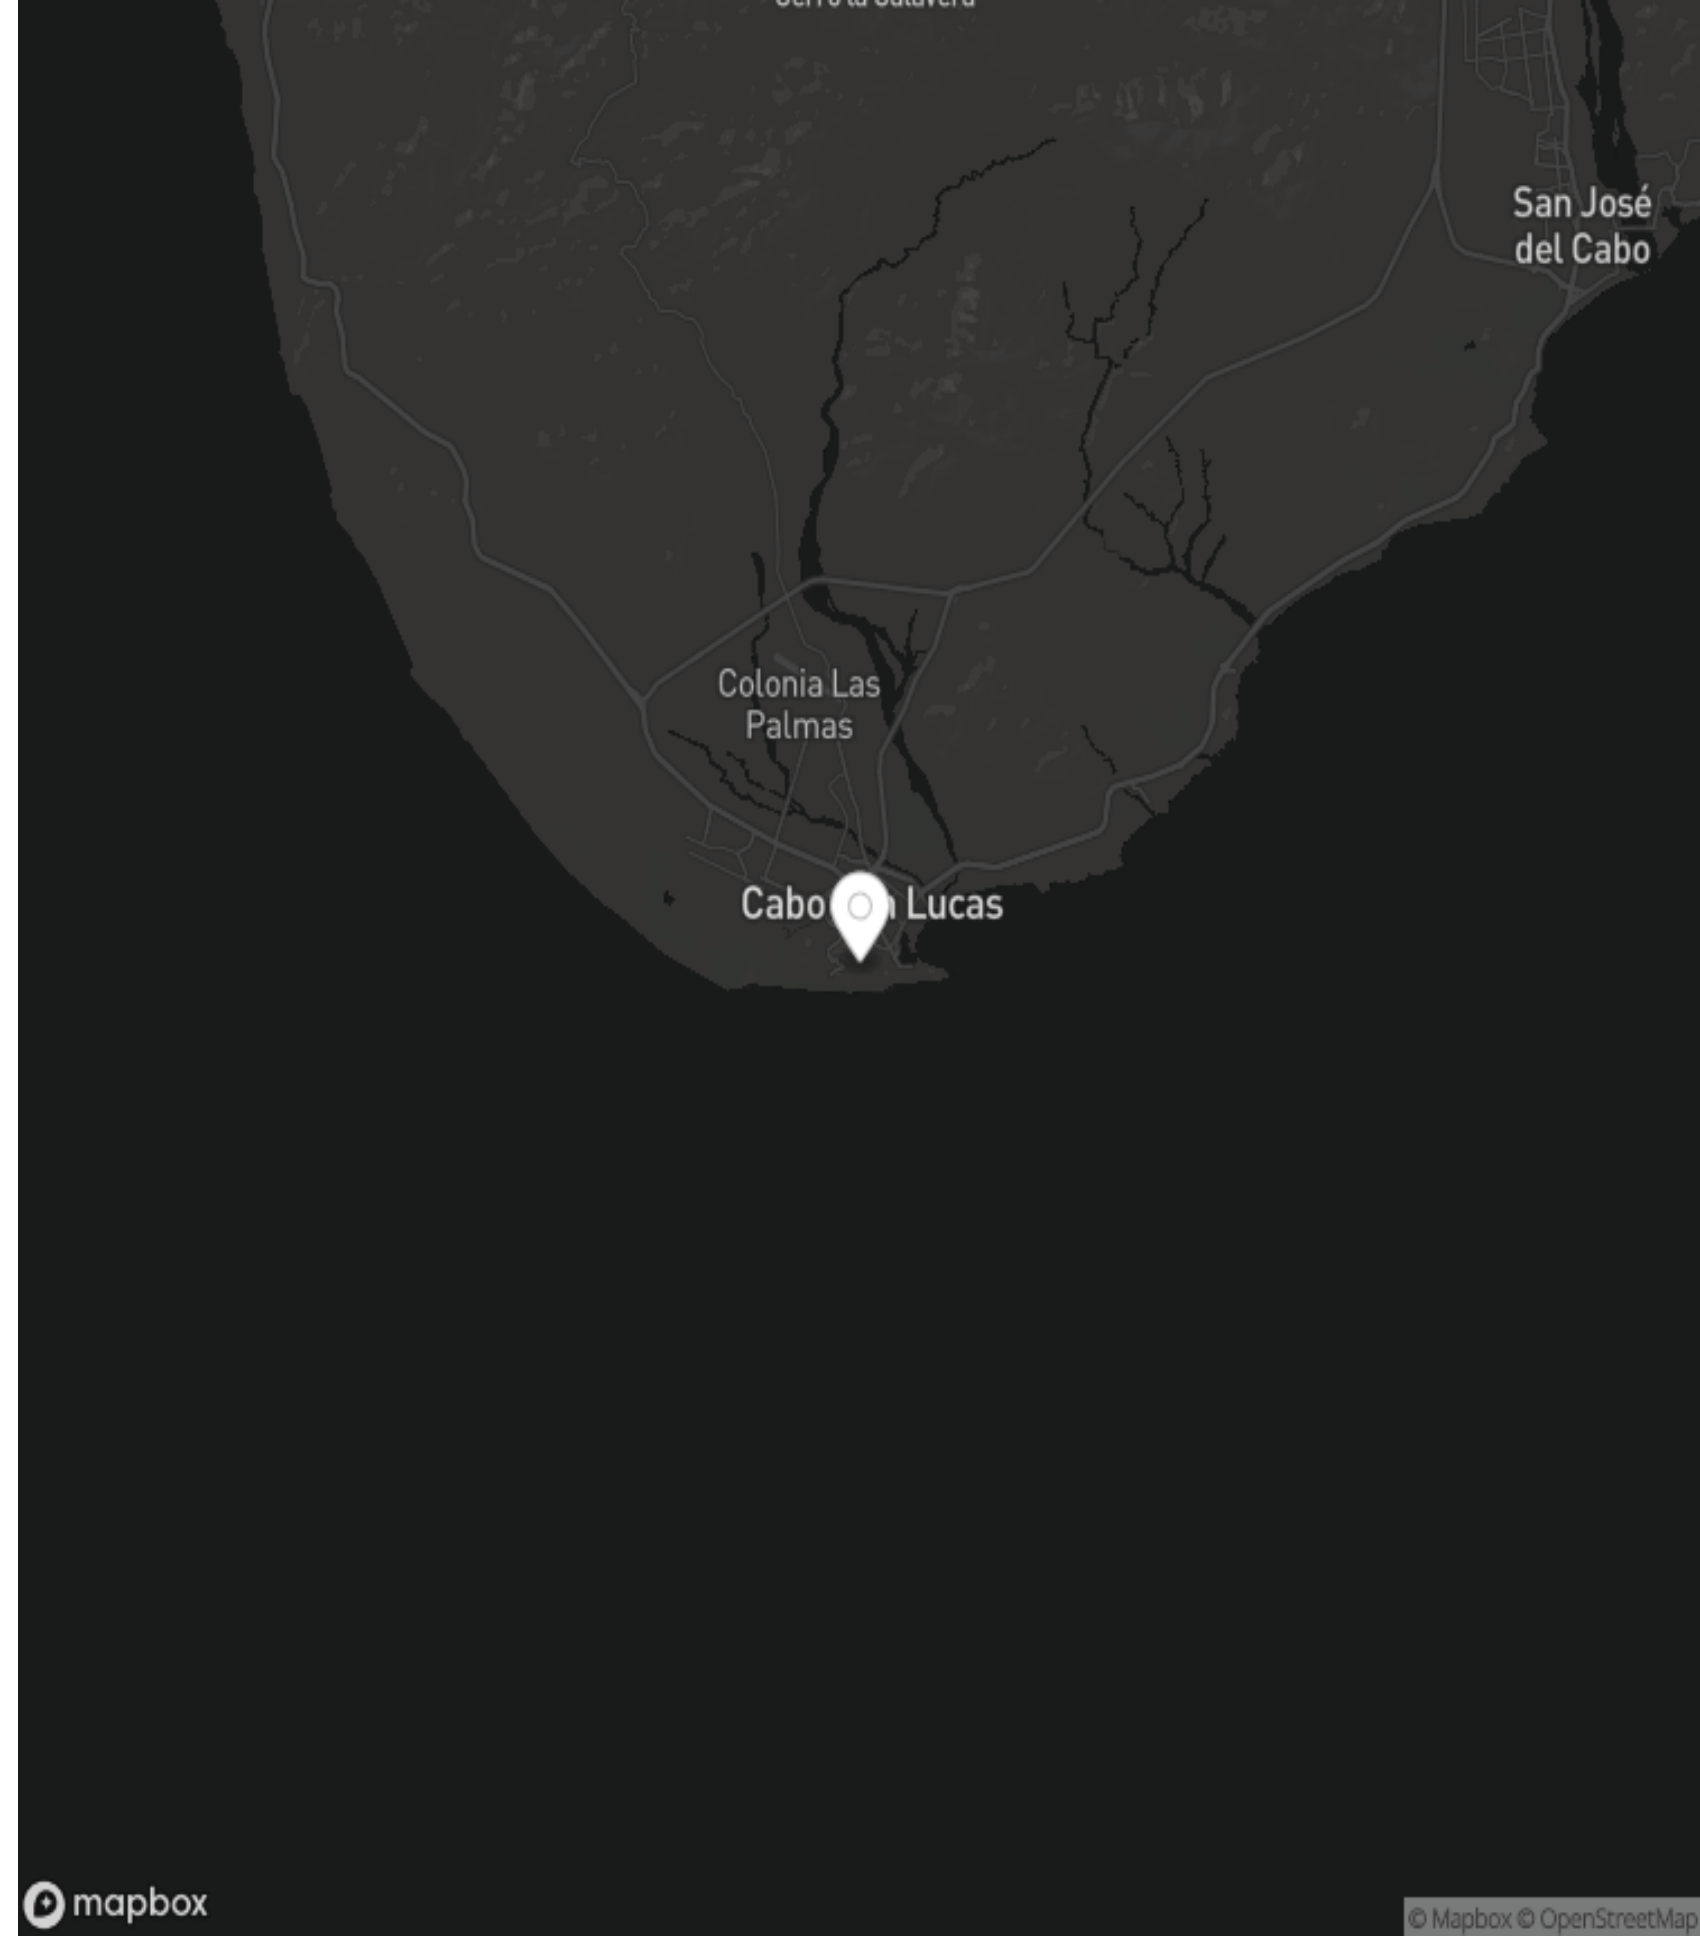 San José
del Cabo
Colonia Las
Palmas
Cabo Lucas
mapbox
© Mapbox © OpenStreetMap